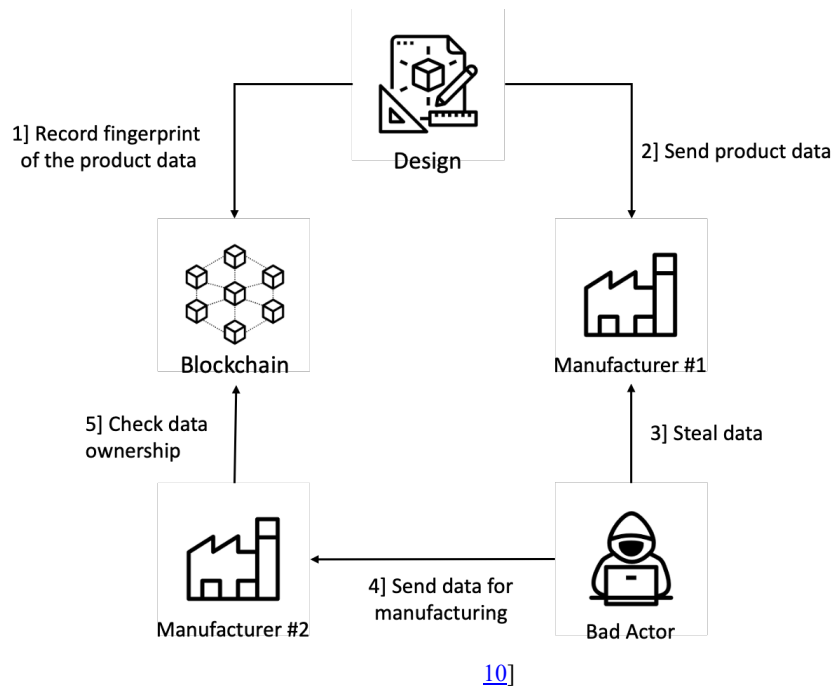 Design
1] Record fingerprint
of the product data
2] Send product data
Blockchain
Manufacturer #1
5] Check data
ownership
3] Steal data
4] Send data for
manufacturing
Manufacturer #2
Bad Actor
10]